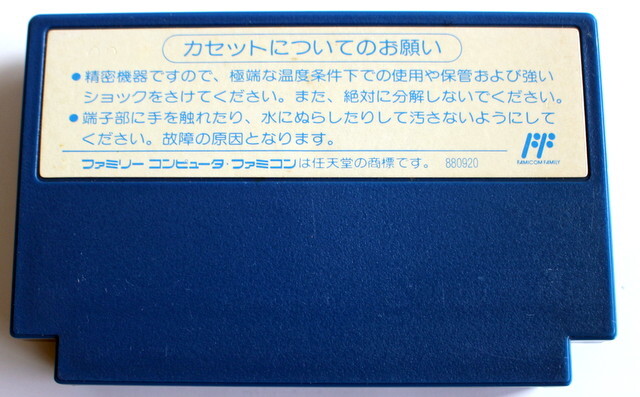 カセットについてのお願い
●精密機器ですので、極端な温度条件下での使用や保管および強い
ショックをさけてください。また、絶対に分解しないでください。
●端子部に手を触れたり、水にぬらしたりして汚さないようにして
ください。故障の原因となります。
ファミリー コンピュータ・ファミコンは任天堂の商標です。 880920
FF
FAMICOM FAMILY